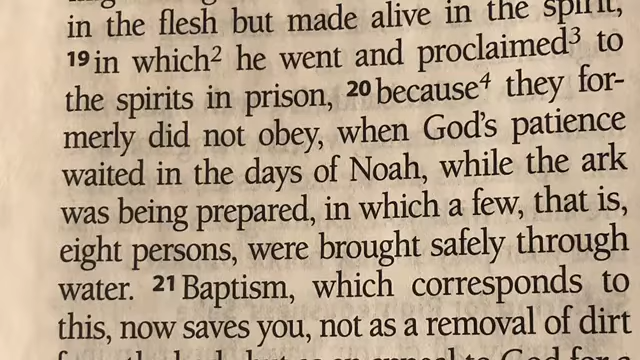 in the flesh but made alive in the spirit,
19 in which² he went and proclaimed³ to
the spirits in prison, 20 because⁴ they for-
merly did not obey, when God's patience
waited in the days of Noah, while the ark
was being prepared, in which a few, that is,
eight persons, were brought safely through
water. 21 Baptism, which corresponds to
this, now saves you, not as a removal of dirt